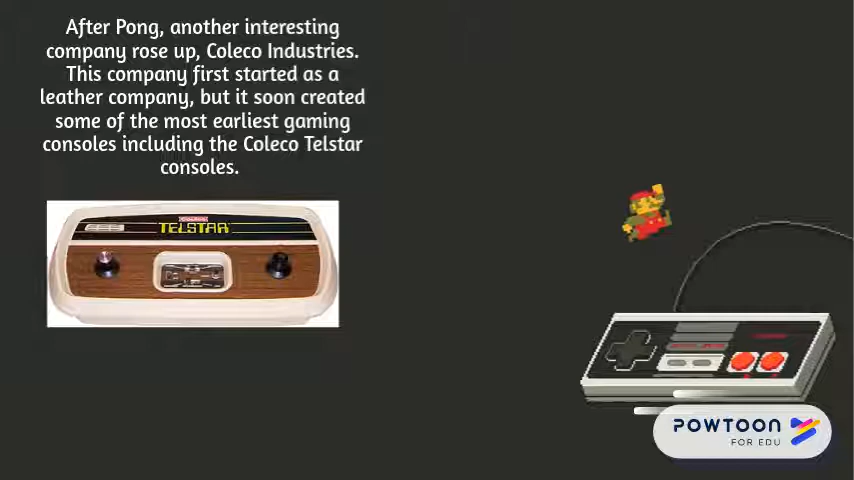 After Pong, another interesting
company rose up, Coleco Industries.
This company first started as a
leather company, but it soon created
some of the most earliest gaming
consoles including the Coleco Telstar
consoles.
TELSTAR
POWTOON
FOR EDU